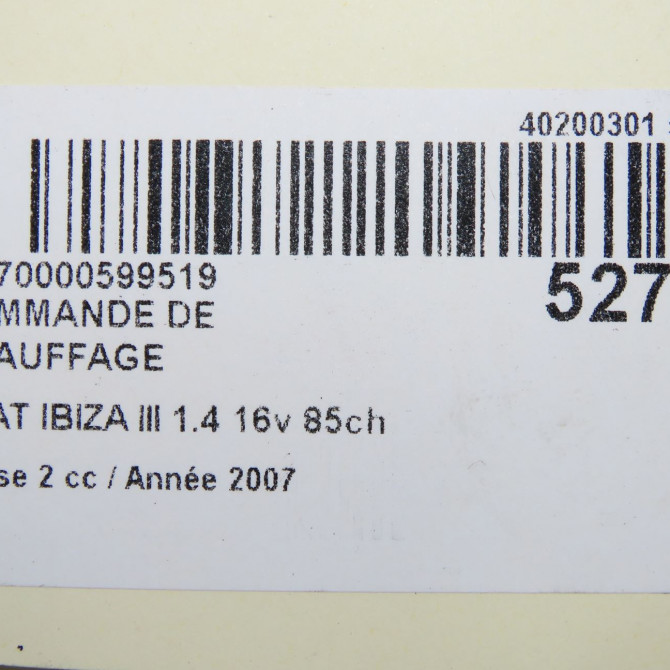 40200301
70000599519
527
MMANDE DE
AUFFAGE
AT IBIZA III 1.4 16v 85ch
se 2 cc / Année 2007